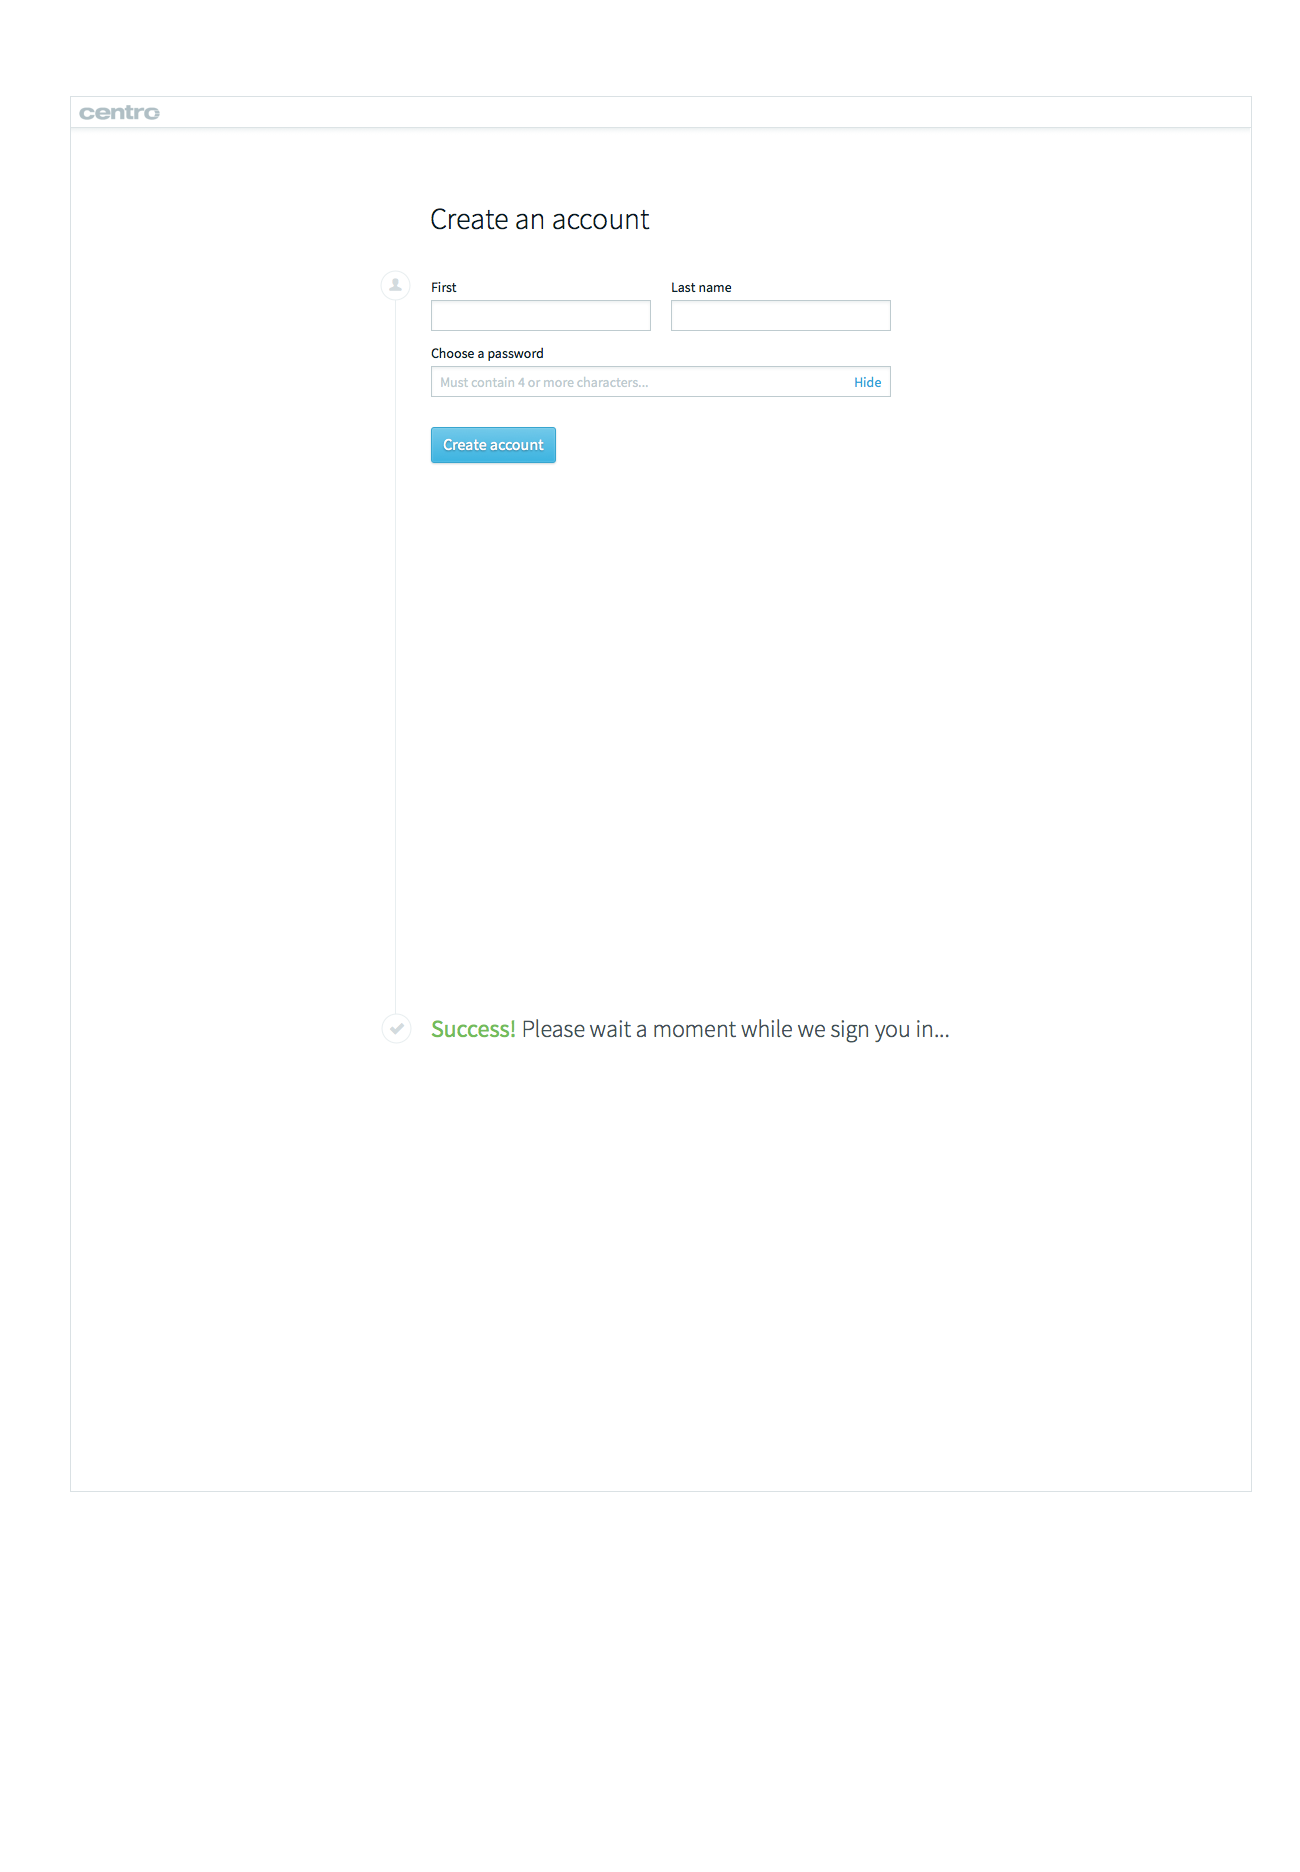 centro
Create an account
First Last name
Choose a password
Must contain 4 or more characters... Hide
Create account
Success! Please wait a moment while we sign you in...